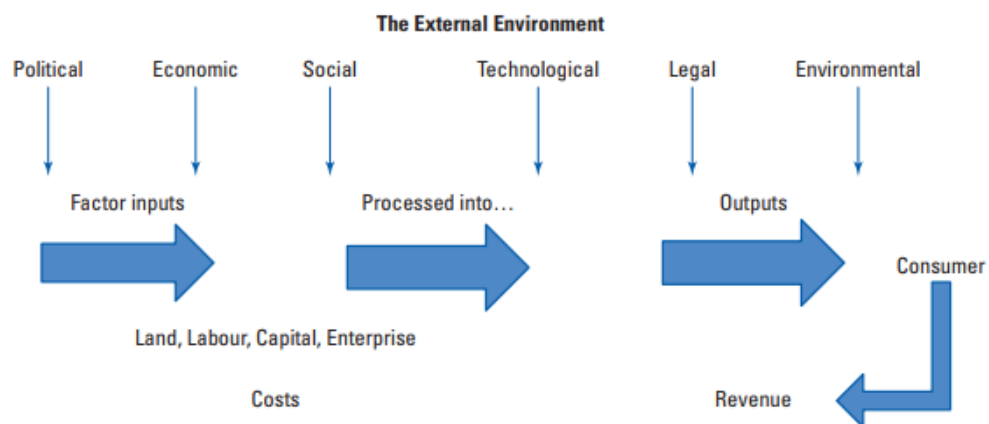 The External Environment
Political Economic Social Technological Legal Environmental
Factor inputs Processed into... Outputs
Consumer
Land, Labour, Capital, Enterprise
Costs Revenue